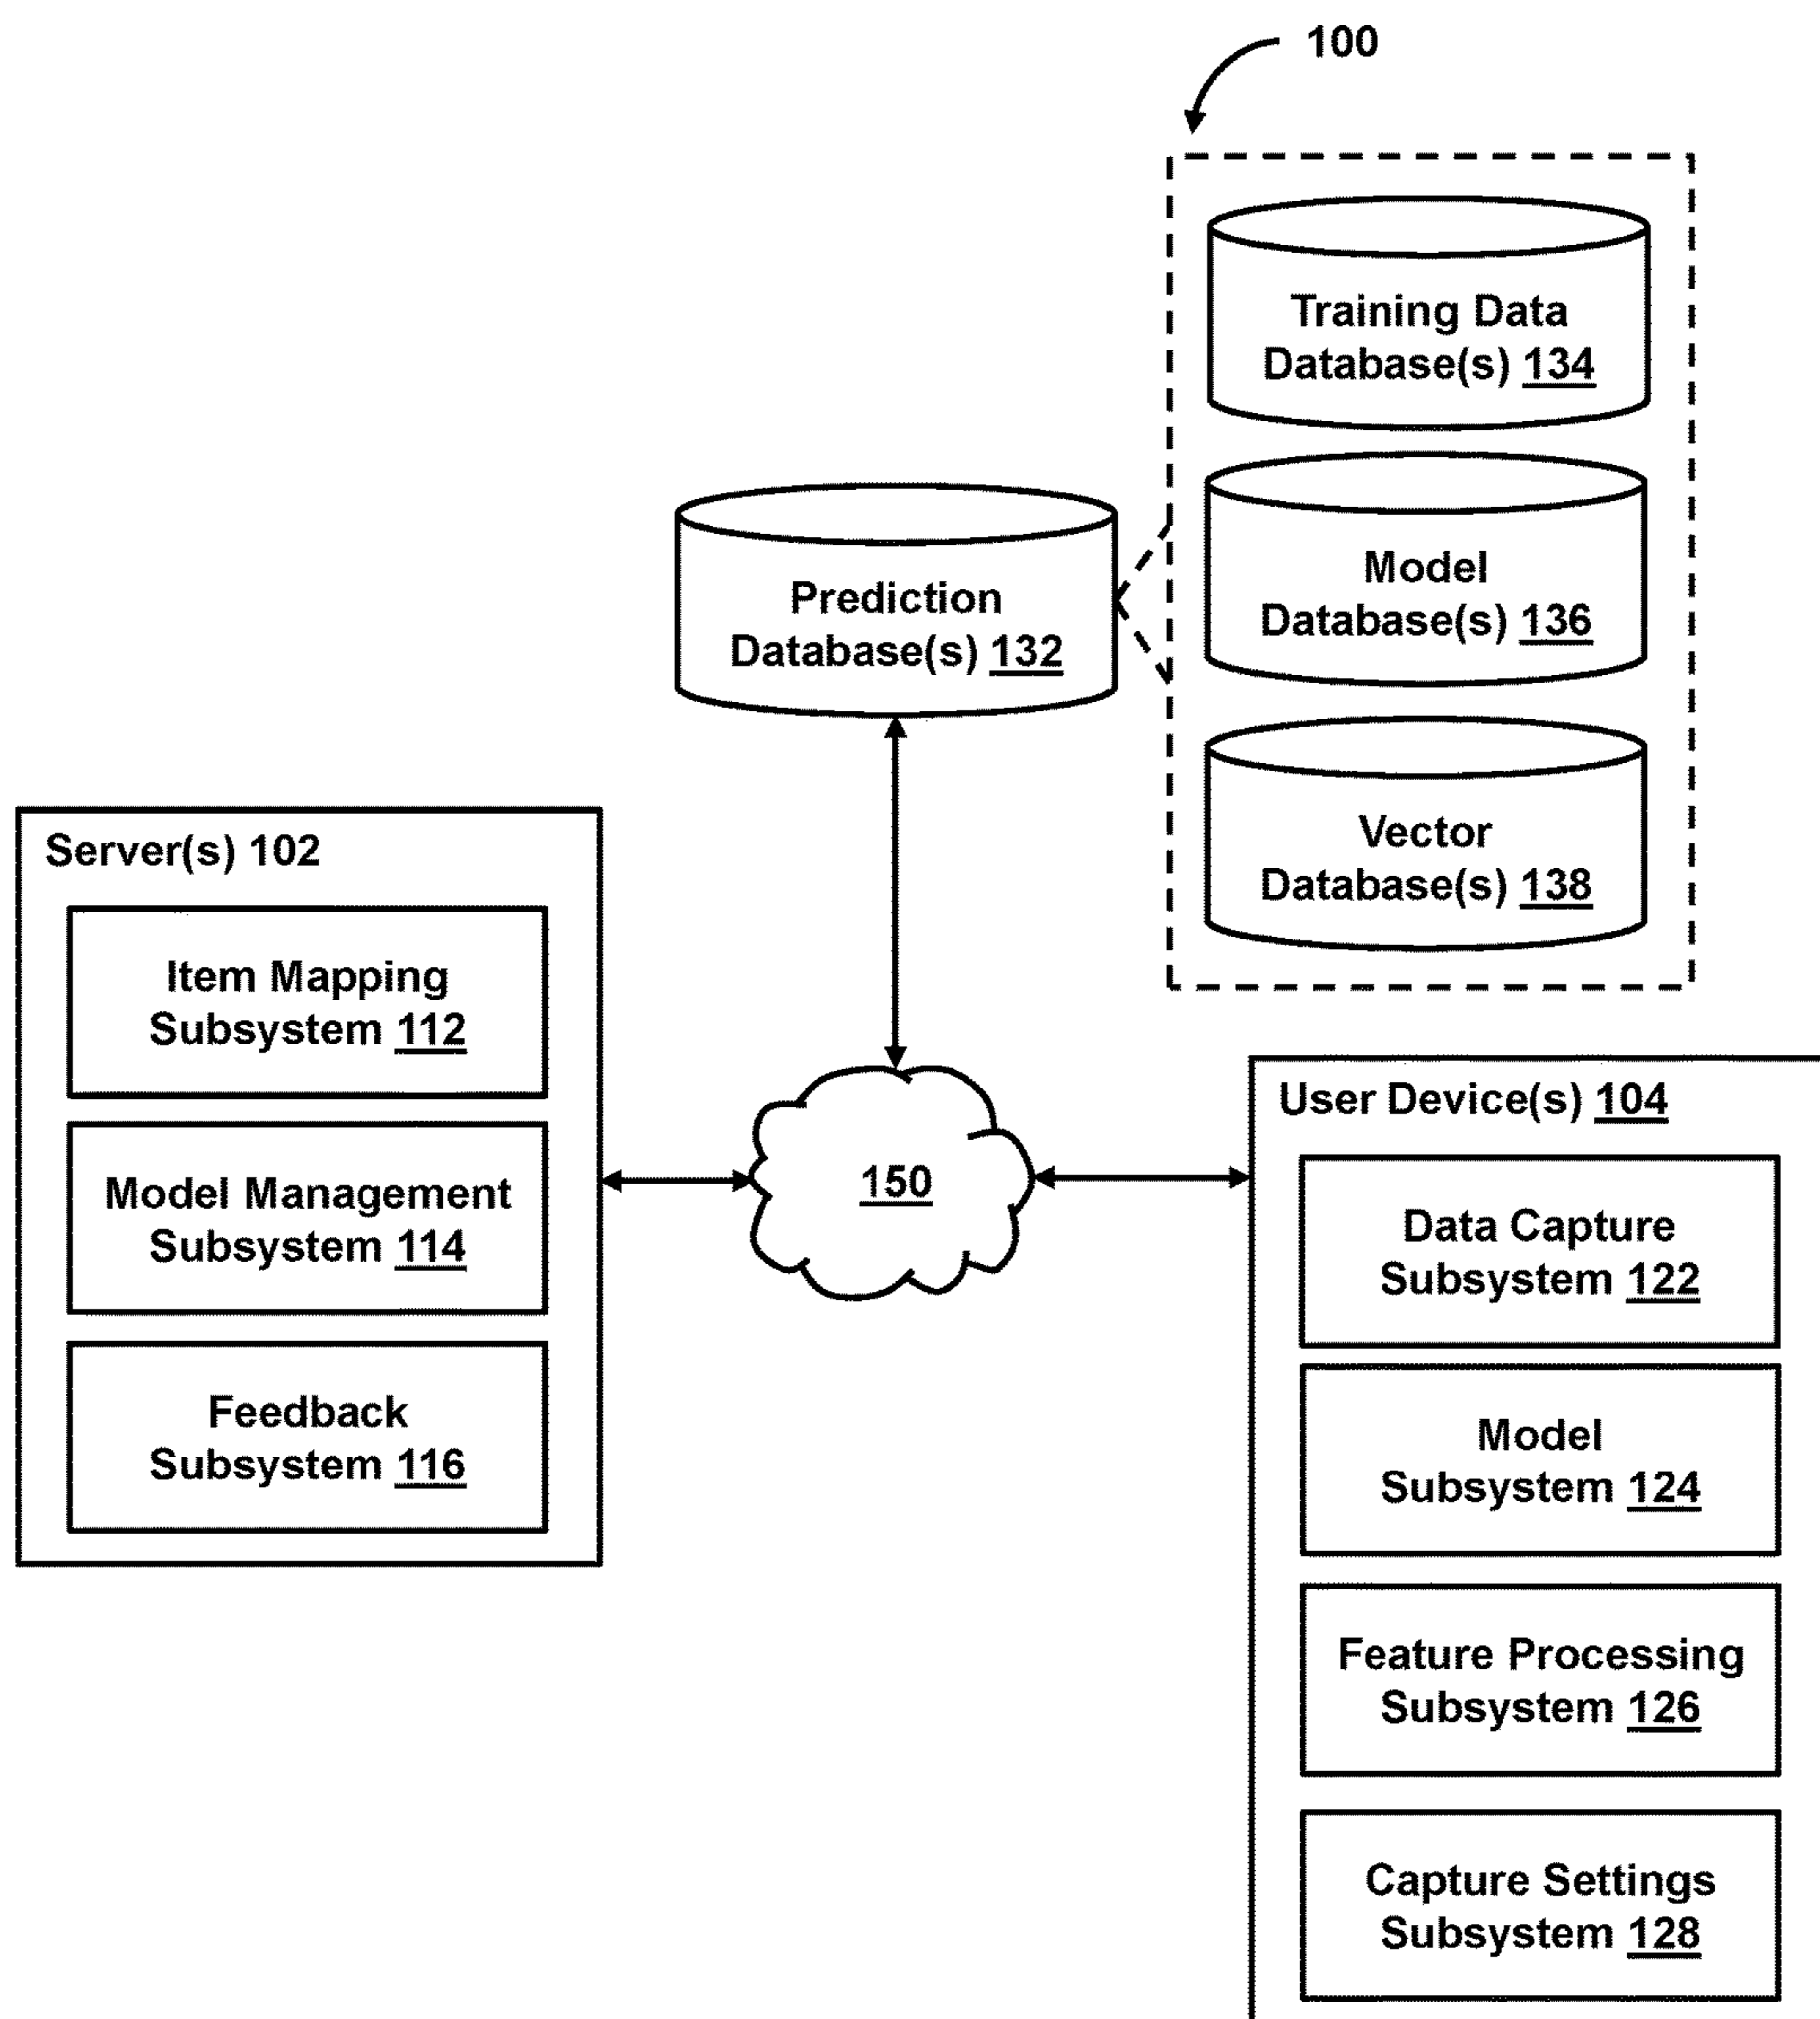 100
Training Data
Database(s) 134
Model
Database(s) 136
Vector
Database(s) 138
Prediction
Database(s) 132
Server(s) 102
Item Mapping
Subsystem 112
Model Management
Subsystem 114
Feedback
Subsystem 116
150
User Device(s) 104
Data Capture
Subsystem 122
Model
Subsystem 124
Feature Processing
Subsystem 126
Capture Settings
Subsystem 128